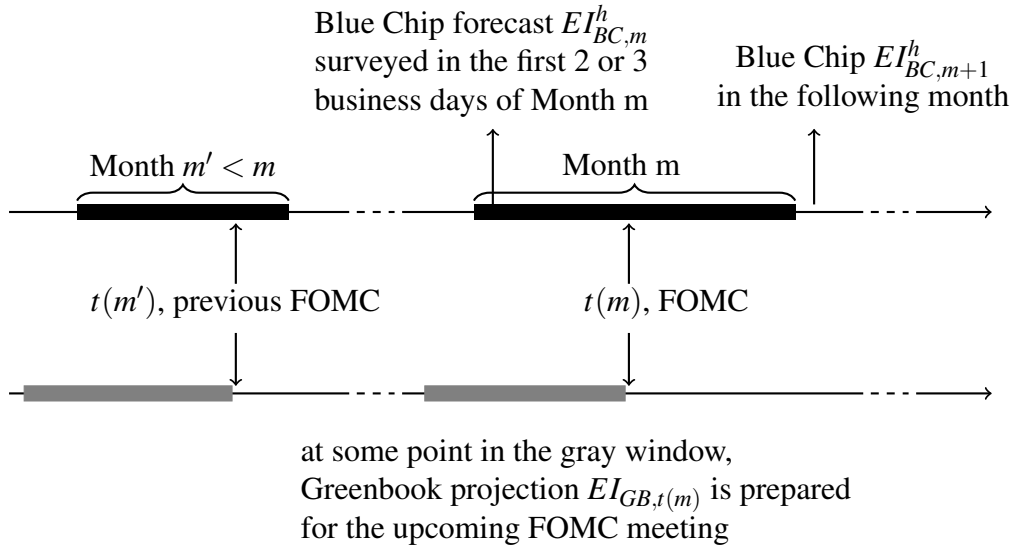 Blue Chip forecast $EI^h_{BC,m}$
surveyed in the first 2 or 3
business days of Month m
Blue Chip $EI^h_{BC,m+1}$
in the following month
Month $m' < m$
Month m
$t(m')$, previous FOMC
$t(m)$, FOMC
at some point in the gray window,
Greenbook projection $EI_{GB,t(m)}$ is prepared
for the upcoming FOMC meeting